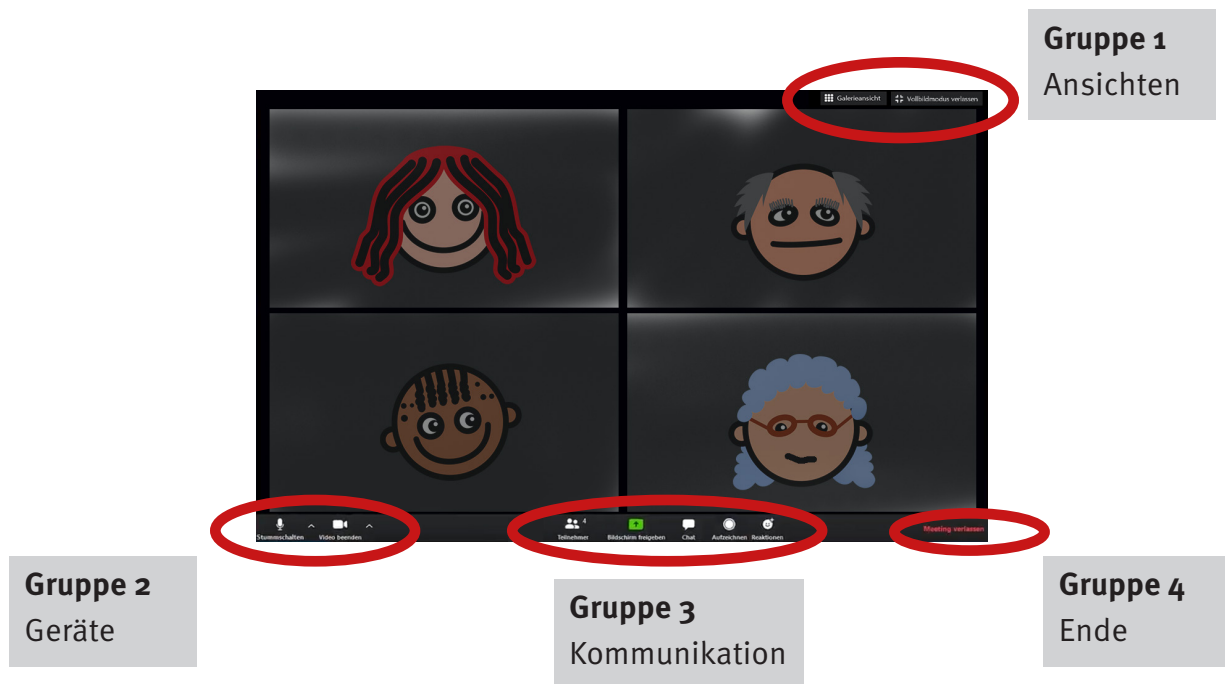 Gruppe 1
Ansichten
Galerieansicht Vollbildmodus verlassen
4
Stummschalten Video beenden Teilnehmer Bildschirm freigeben Chat Aufzeichnen Reaktionen Meeting verlassen
Gruppe 2
Geräte
Gruppe 3
Kommunikation
Gruppe 4
Ende